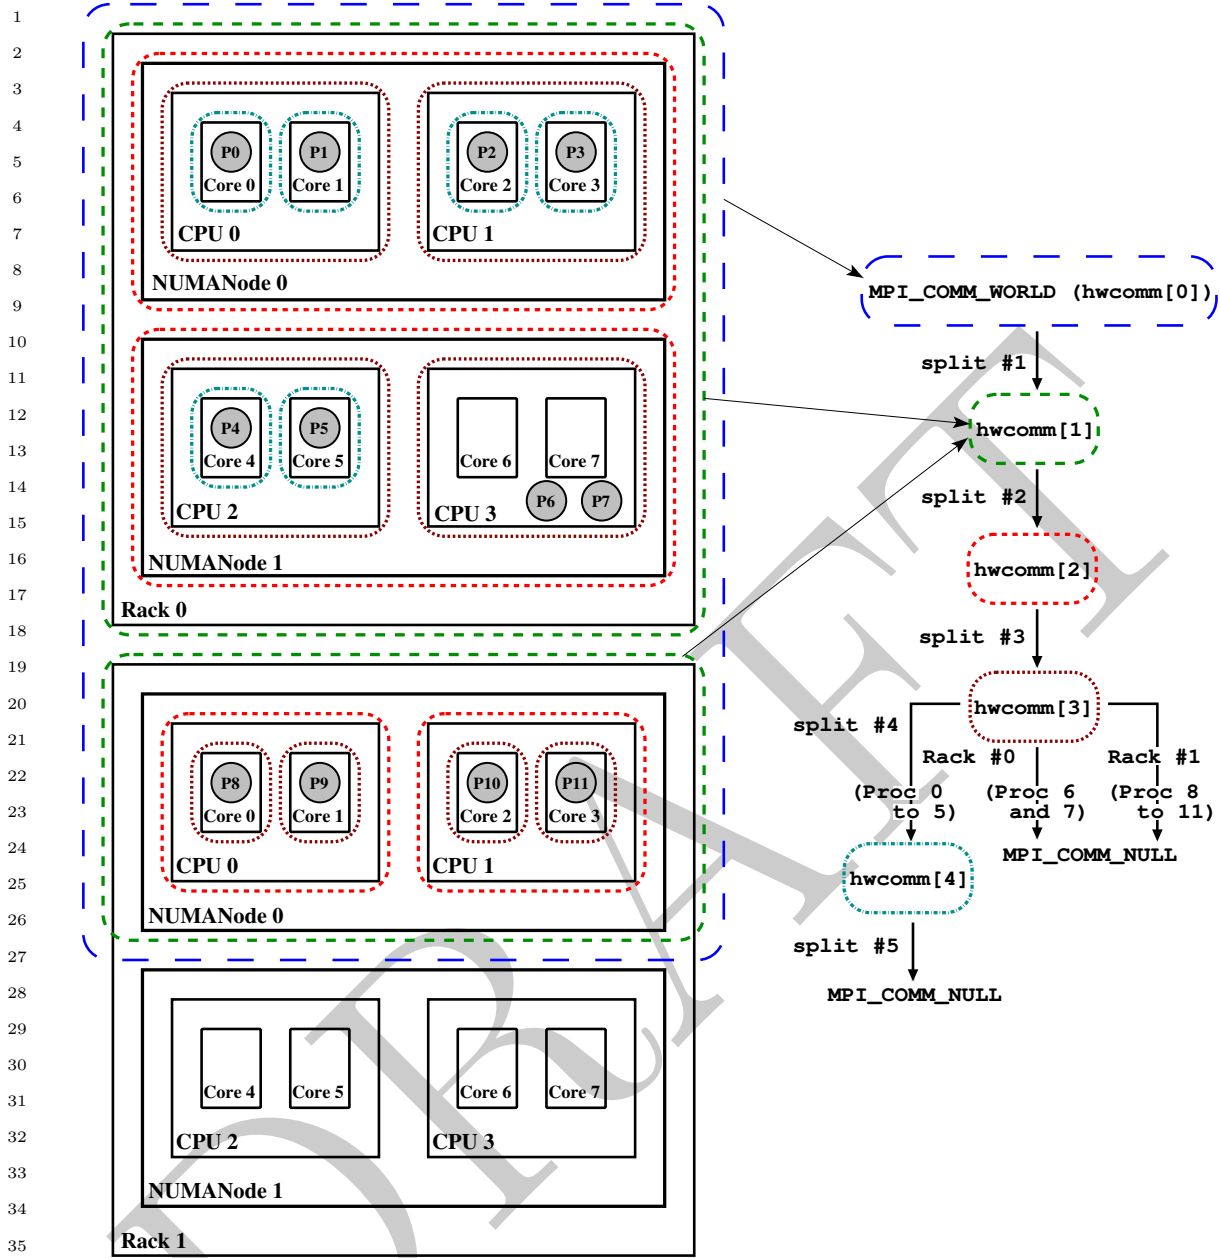 1
2
3
4
5
6
7
8
9
10
11
12
13
14
15
16
17
18
19
20
21
22
23
24
25
26
27
28
29
30
31
32
33
34
35
P0
P1
P2
P3
Core 0
Core 1
Core 2
Core 3
CPU 0
CPU 1
NUMANode 0
P4
P5
Core 4
Core 5
Core 6
Core 7
P6
P7
CPU 2
CPU 3
NUMANode 1
Rack 0
P8
P9
P10
P11
Core 0
Core 1
Core 2
Core 3
CPU 0
CPU 1
NUMANode 0
Core 4
Core 5
Core 6
Core 7
CPU 2
CPU 3
NUMANode 1
Rack 1
MPI_COMM_WORLD (hwcomm[0])
split #1
hwcomm[1]
split #2
hwcomm[2]
split #3
hwcomm[3]
split #4
Rack #0
Rack #1
(Proc 0
to 5)
(Proc 6
and 7)
(Proc 8
to 11)
MPI_COMM_NULL
hwcomm[4]
split #5
MPI_COMM_NULL
DRAFT